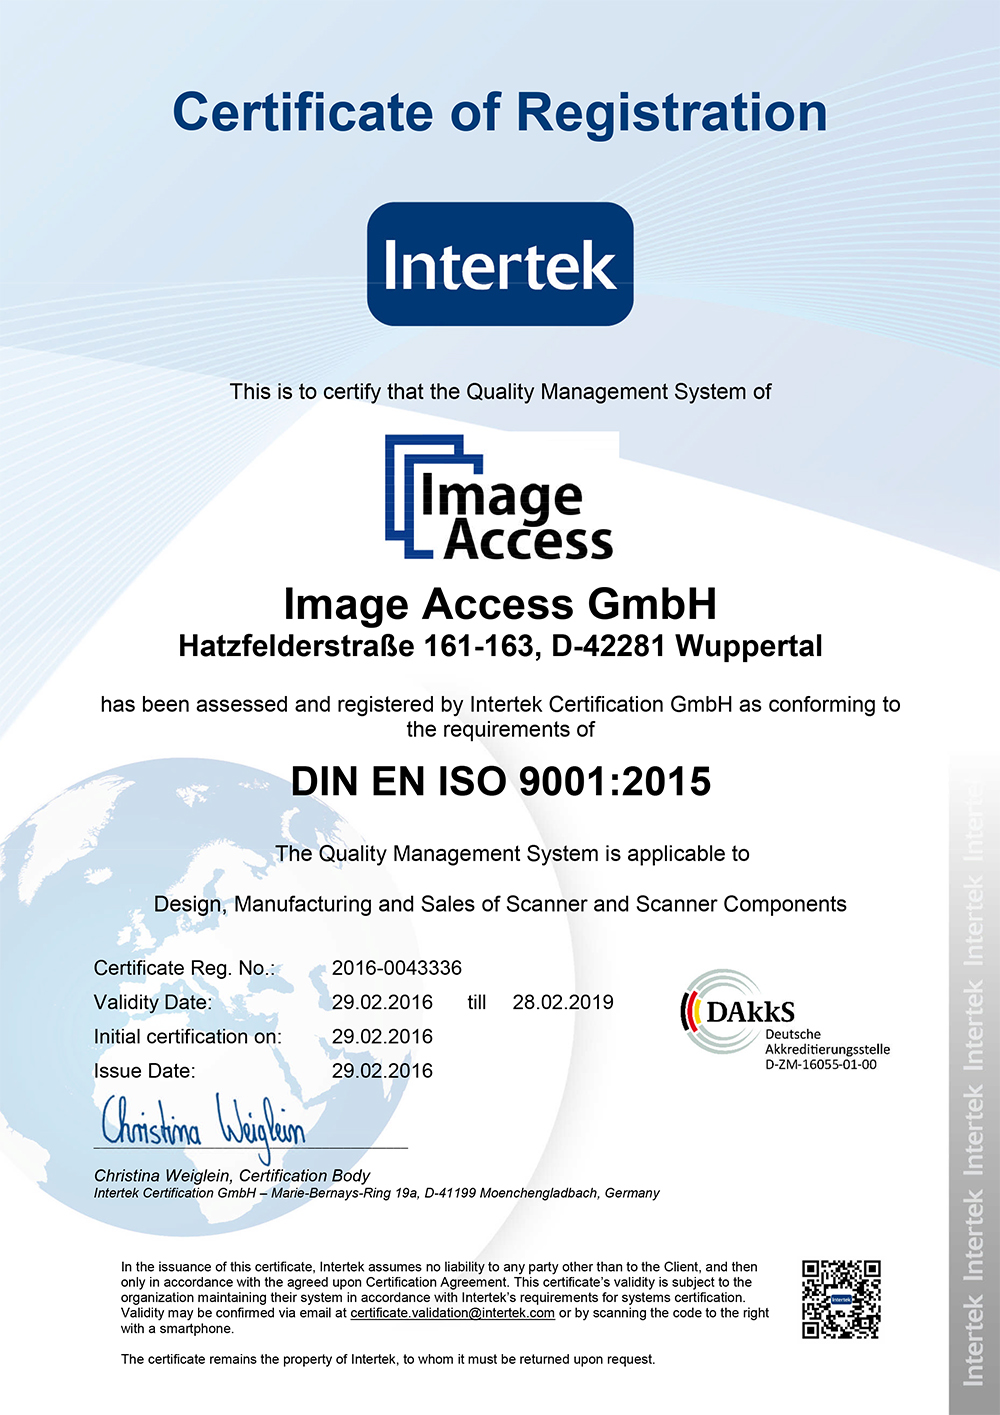 Certificate of Registration
Intertek
This is to certify that the Quality Management System of
Image
Access
Image Access GmbH
Hatzfelderstraße 161-163, D-42281 Wuppertal
has been assessed and registered by Intertek Certification GmbH as conforming to
the requirements of
DIN EN ISO 9001:2015
The Quality Management System is applicable to
Design, Manufacturing and Sales of Scanner and Scanner Components
Certificate Reg. No.: 2016-0043336
Validity Date: 29.02.2016 till 28.02.2019
Initial certification on: 29.02.2016
Issue Date: 29.02.2016
DAkkS
Deutsche
Akkreditierungsstelle
D-ZM-16055-01-00
Christina Weiglein
Christina Weiglein, Certification Body
Intertek Certification GmbH – Marie-Bernays-Ring 19a, D-41199 Moenchengladbach, Germany
In the issuance of this certificate, Intertek assumes no liability to any party other than to the Client, and then
only in accordance with the agreed upon Certification Agreement. This certificate's validity is subject to the
organization maintaining their system in accordance with Intertek's requirements for systems certification.
Validity may be confirmed via email at certificate.validation@intertek.com or by scanning the code to the right
with a smartphone.
The certificate remains the property of Intertek, to whom it must be returned upon request.
intertek
Intertek Intertek Intertek Intertek Intertek Intertek